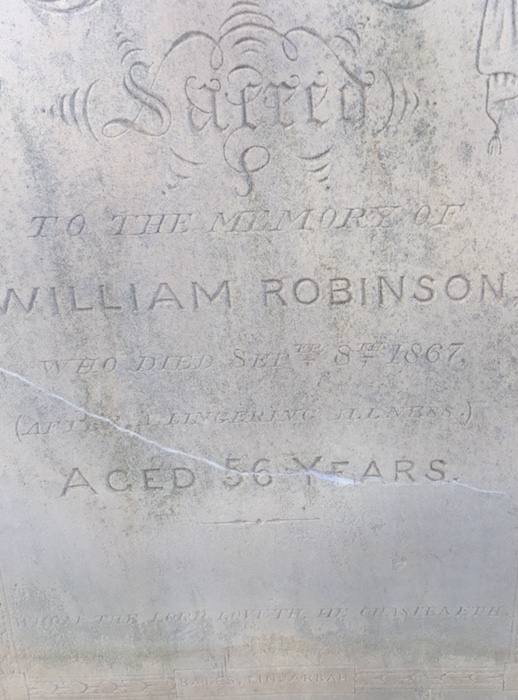 Sacred
TO THE MEMORY OF
WILLIAM ROBINSON,
WHO DIED SEPTR 8TH 1867,
(AFTER A LINGERING ILLNESS.)
AGED 56 YEARS.
WHOM THE LORD LOVETH, HE CHASTENETH.